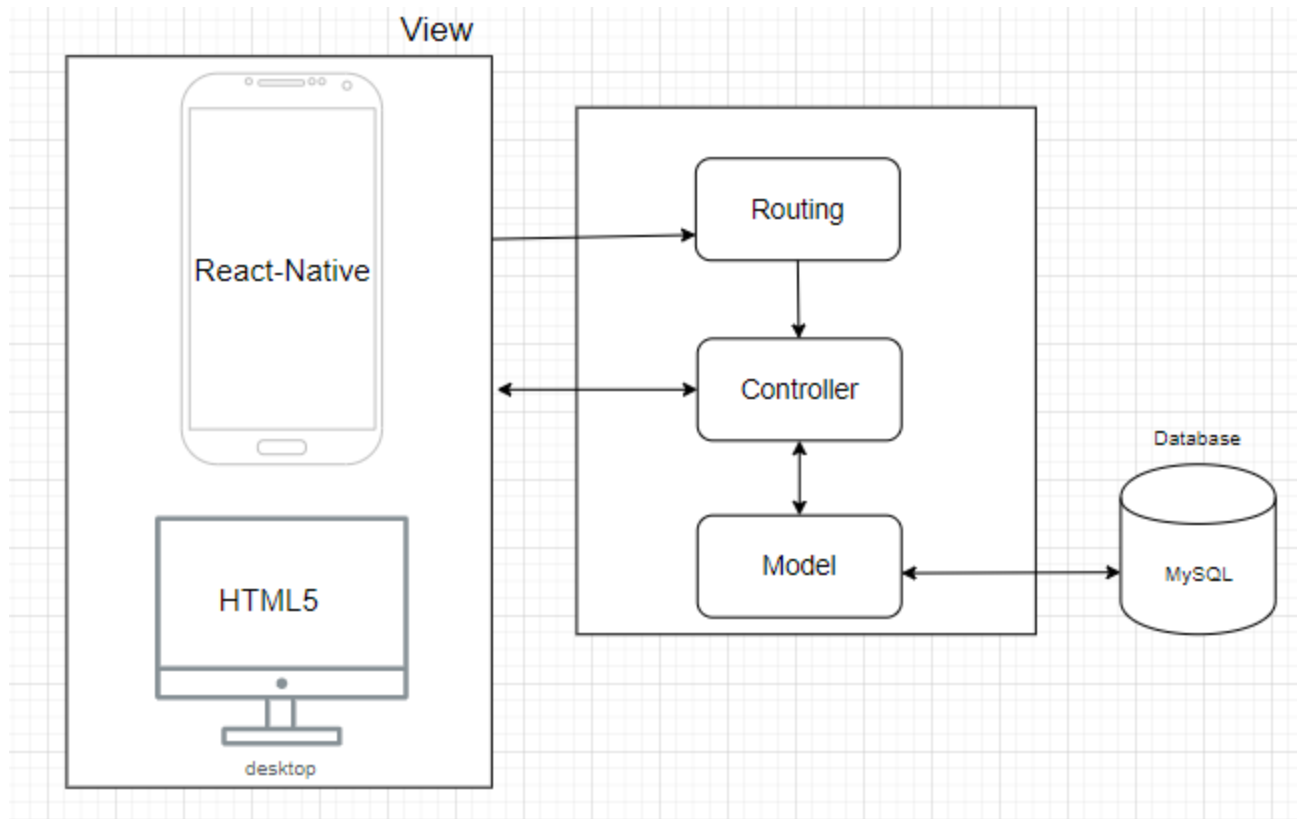 View
React-Native
HTML5
desktop
Routing
Controller
Model
Database
MySQL